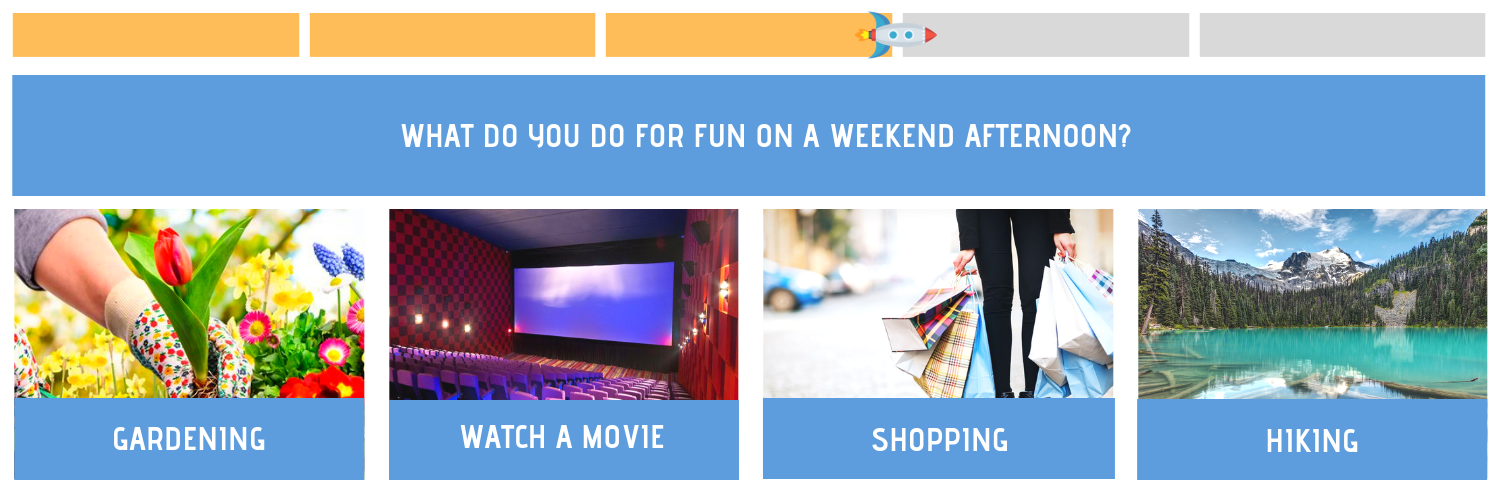 WHAT DO YOU DO FOR FUN ON A WEEKEND AFTERNOON?
GARDENING
WATCH A MOVIE
SHOPPING
HIKING